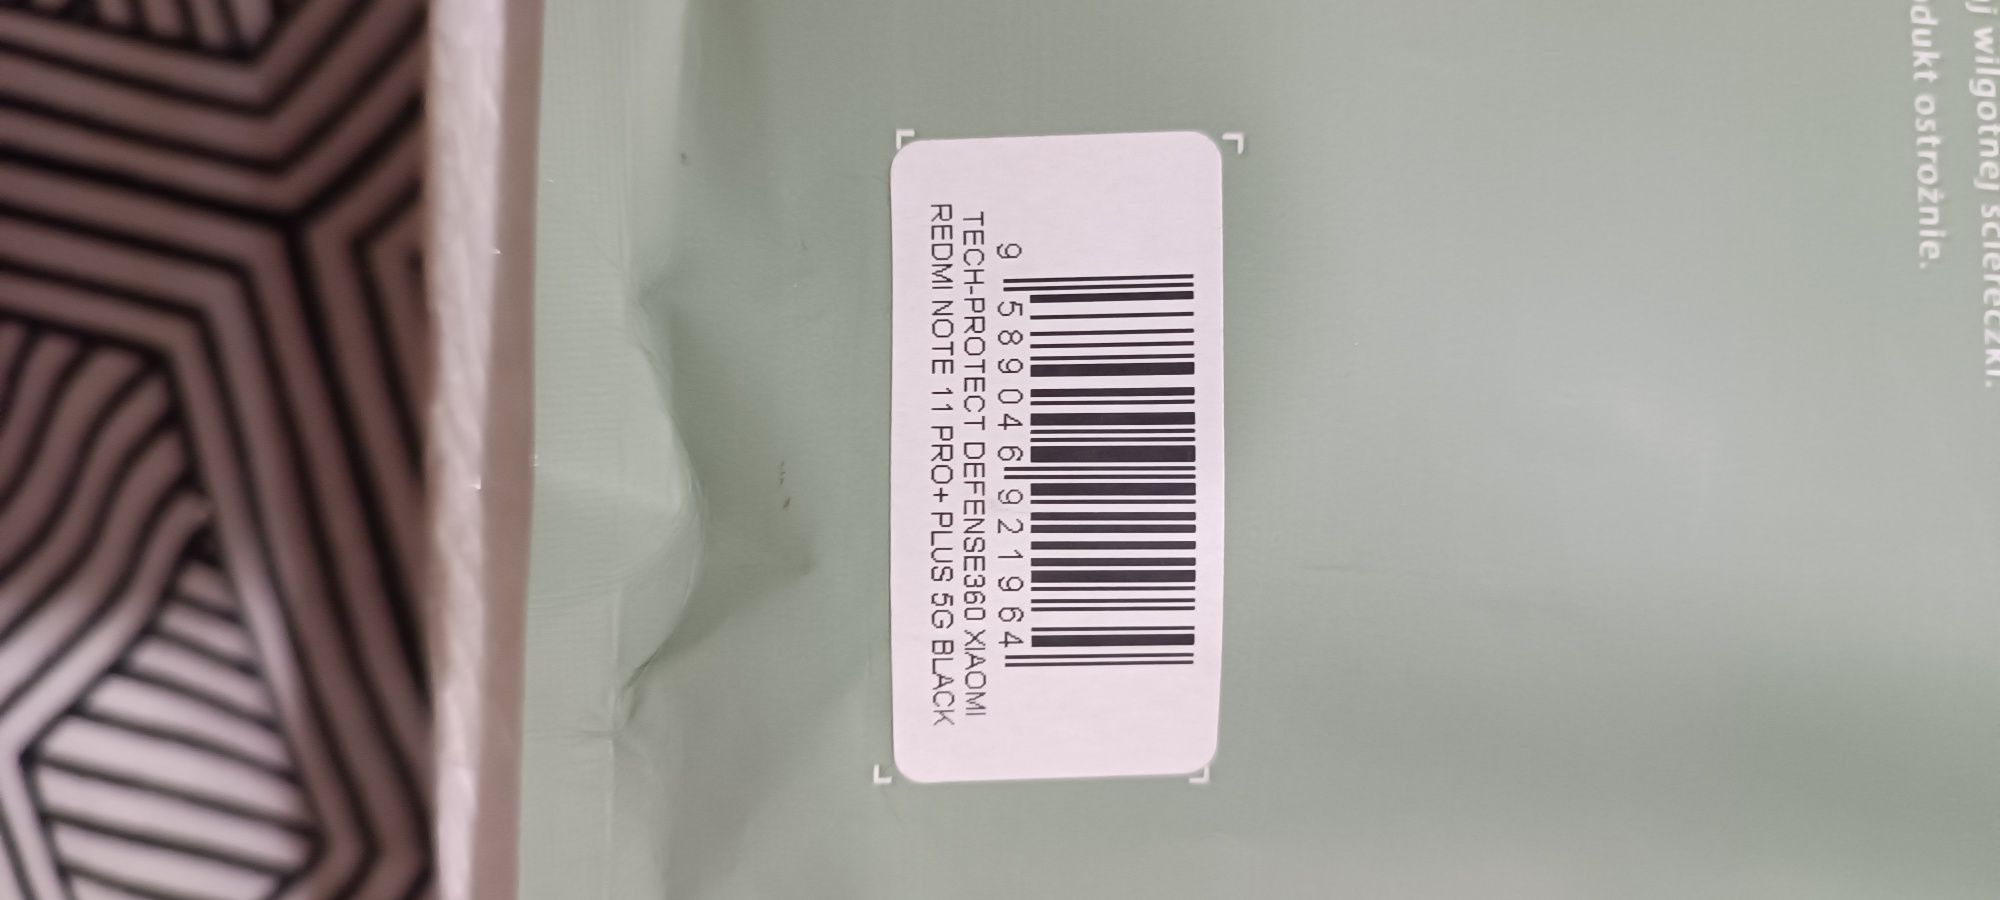 j wilgotnej ściereczki.
dukt ostrożnie.
9 589046 921964
TECH-PROTECT DEFENSE360 XIAOMI
REDMI NOTE 11 PRO+ PLUS 5G BLACK